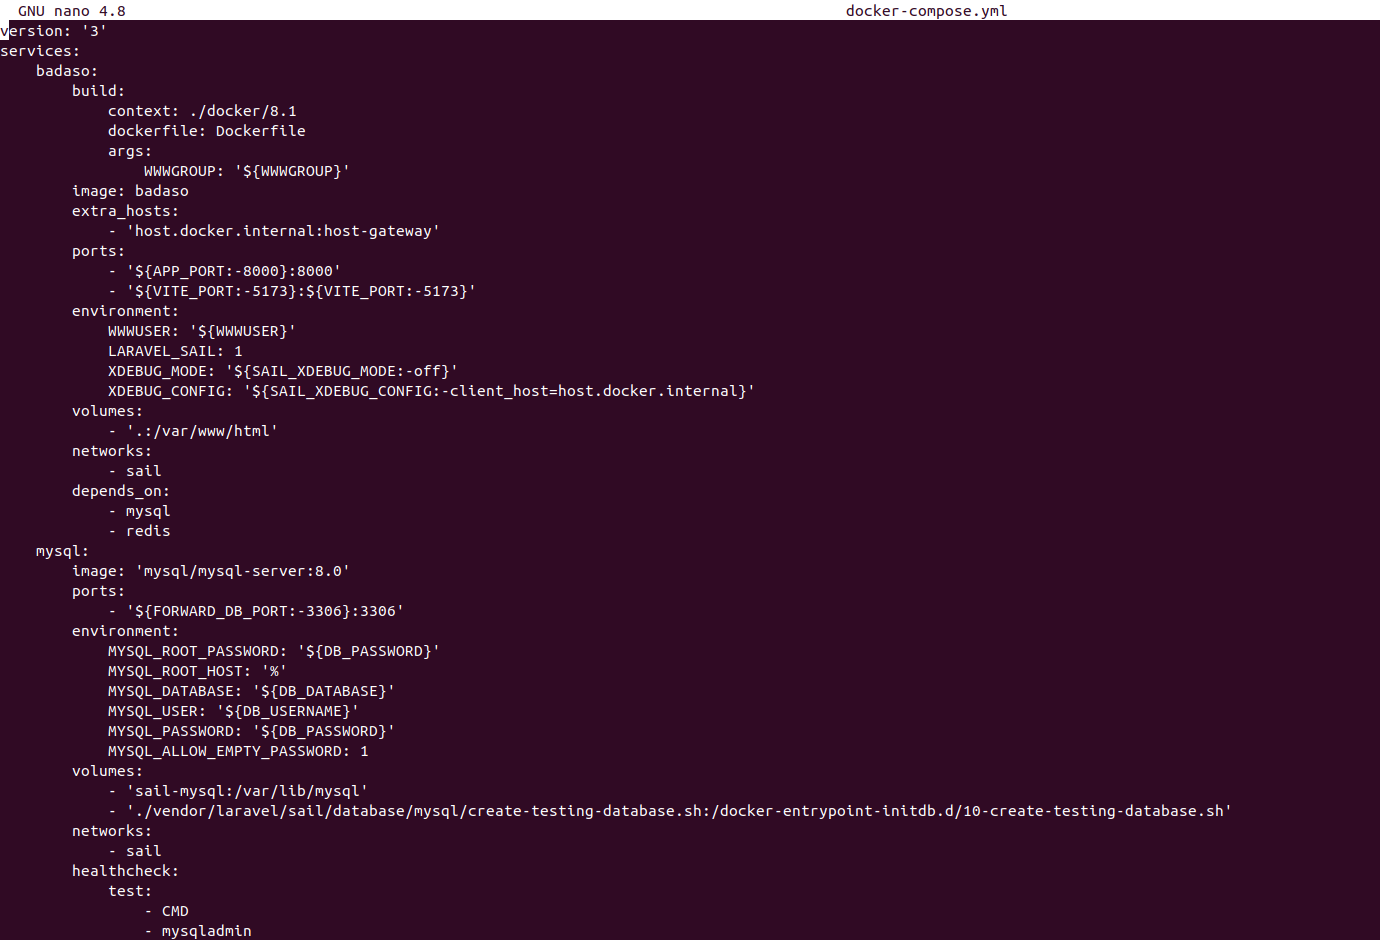 GNU nano 4.8 docker-compose.yml
version: '3'
services:
    badaso:
        build:
            context: ./docker/8.1
            dockerfile: Dockerfile
            args:
                WWWGROUP: '${WWWGROUP}'
        image: badaso
        extra_hosts:
            - 'host.docker.internal:host-gateway'
        ports:
            - '${APP_PORT:-8000}:8000'
            - '${VITE_PORT:-5173}:${VITE_PORT:-5173}'
        environment:
            WWWUSER: '${WWWUSER}'
            LARAVEL_SAIL: 1
            XDEBUG_MODE: '${SAIL_XDEBUG_MODE:-off}'
            XDEBUG_CONFIG: '${SAIL_XDEBUG_CONFIG:-client_host=host.docker.internal}'
        volumes:
            - '.:/var/www/html'
        networks:
            - sail
        depends_on:
            - mysql
            - redis
    mysql:
        image: 'mysql/mysql-server:8.0'
        ports:
            - '${FORWARD_DB_PORT:-3306}:3306'
        environment:
            MYSQL_ROOT_PASSWORD: '${DB_PASSWORD}'
            MYSQL_ROOT_HOST: '%'
            MYSQL_DATABASE: '${DB_DATABASE}'
            MYSQL_USER: '${DB_USERNAME}'
            MYSQL_PASSWORD: '${DB_PASSWORD}'
            MYSQL_ALLOW_EMPTY_PASSWORD: 1
        volumes:
            - 'sail-mysql:/var/lib/mysql'
            - './vendor/laravel/sail/database/mysql/create-testing-database.sh:/docker-entrypoint-initdb.d/10-create-testing-database.sh'
        networks:
            - sail
        healthcheck:
            test:
                - CMD
                - mysqladmin